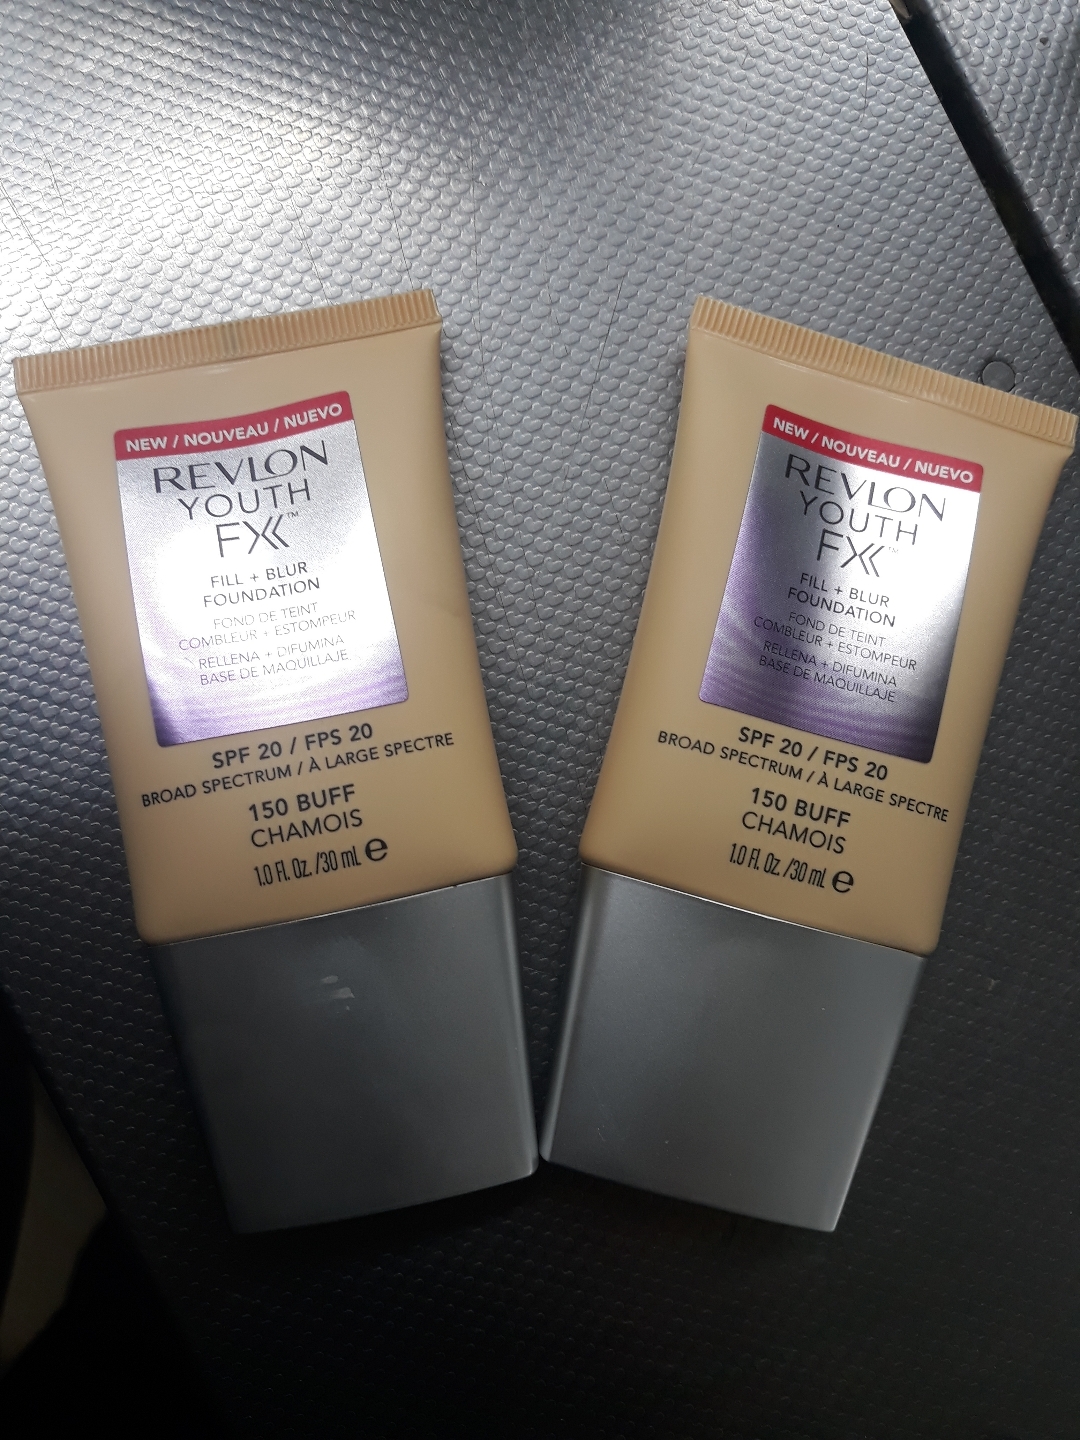 NEW / NOUVEAU / NUEVO
REVLON
YOUTH
FX™
FILL + BLUR
FOUNDATION
FOND DE TEINT
COMBLEUR + ESTOMPEUR
RELLENA + DIFUMINA
BASE DE MAQUILLAJE
SPF 20 / FPS 20
BROAD SPECTRUM / À LARGE SPECTRE
150 BUFF
CHAMOIS
1.0 Fl. Oz. /30 mL ℮
NEW / NOUVEAU / NUEVO
REVLON
YOUTH
FX™
FILL + BLUR
FOUNDATION
FOND DE TEINT
COMBLEUR + ESTOMPEUR
RELLENA + DIFUMINA
BASE DE MAQUILLAJE
SPF 20 / FPS 20
BROAD SPECTRUM / À LARGE SPECTRE
150 BUFF
CHAMOIS
1.0 Fl. Oz. /30 mL ℮